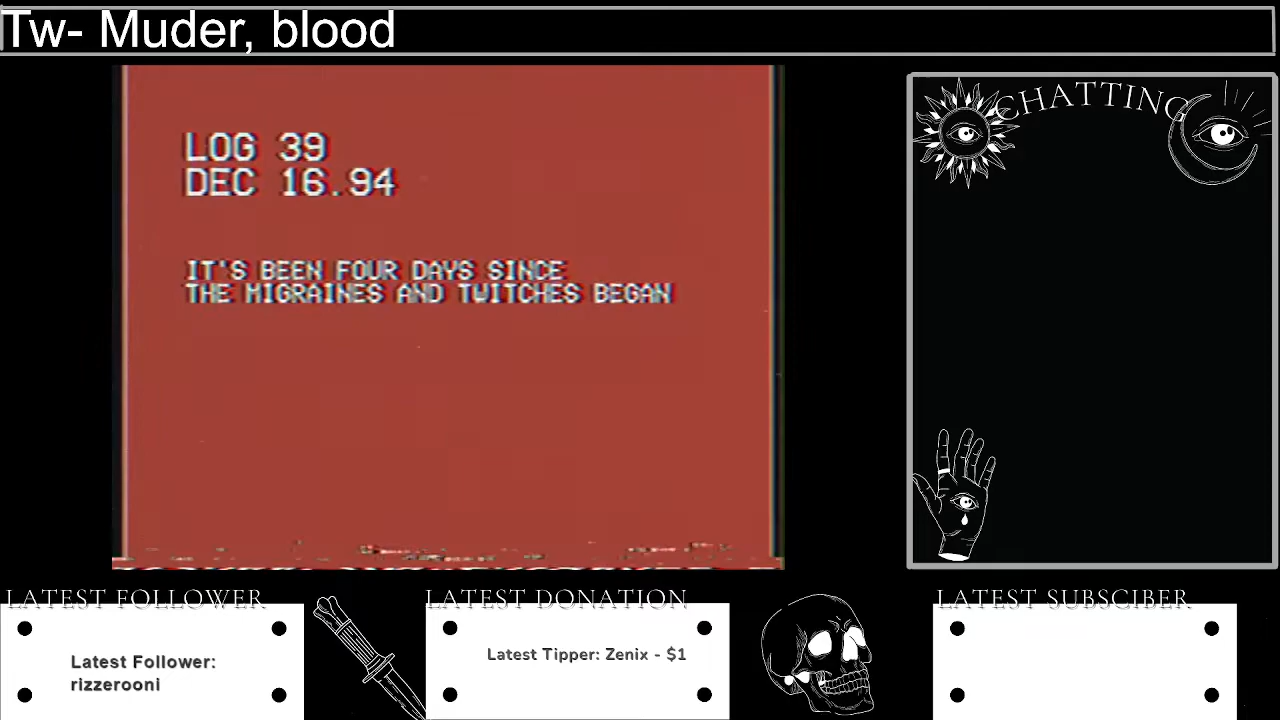 Tw- Muder, blood
CHATTING
LOG 39
DEC 16.94
IT'S BEEN FOUR DAYS SINCE
THE MIGRAINES AND TWITCHES BEGAN
LATEST FOLLOWER
Latest Follower:
rizzerooni
LATEST DONATION
Latest Tipper: Zenix - $1
LATEST SUBSCIBER